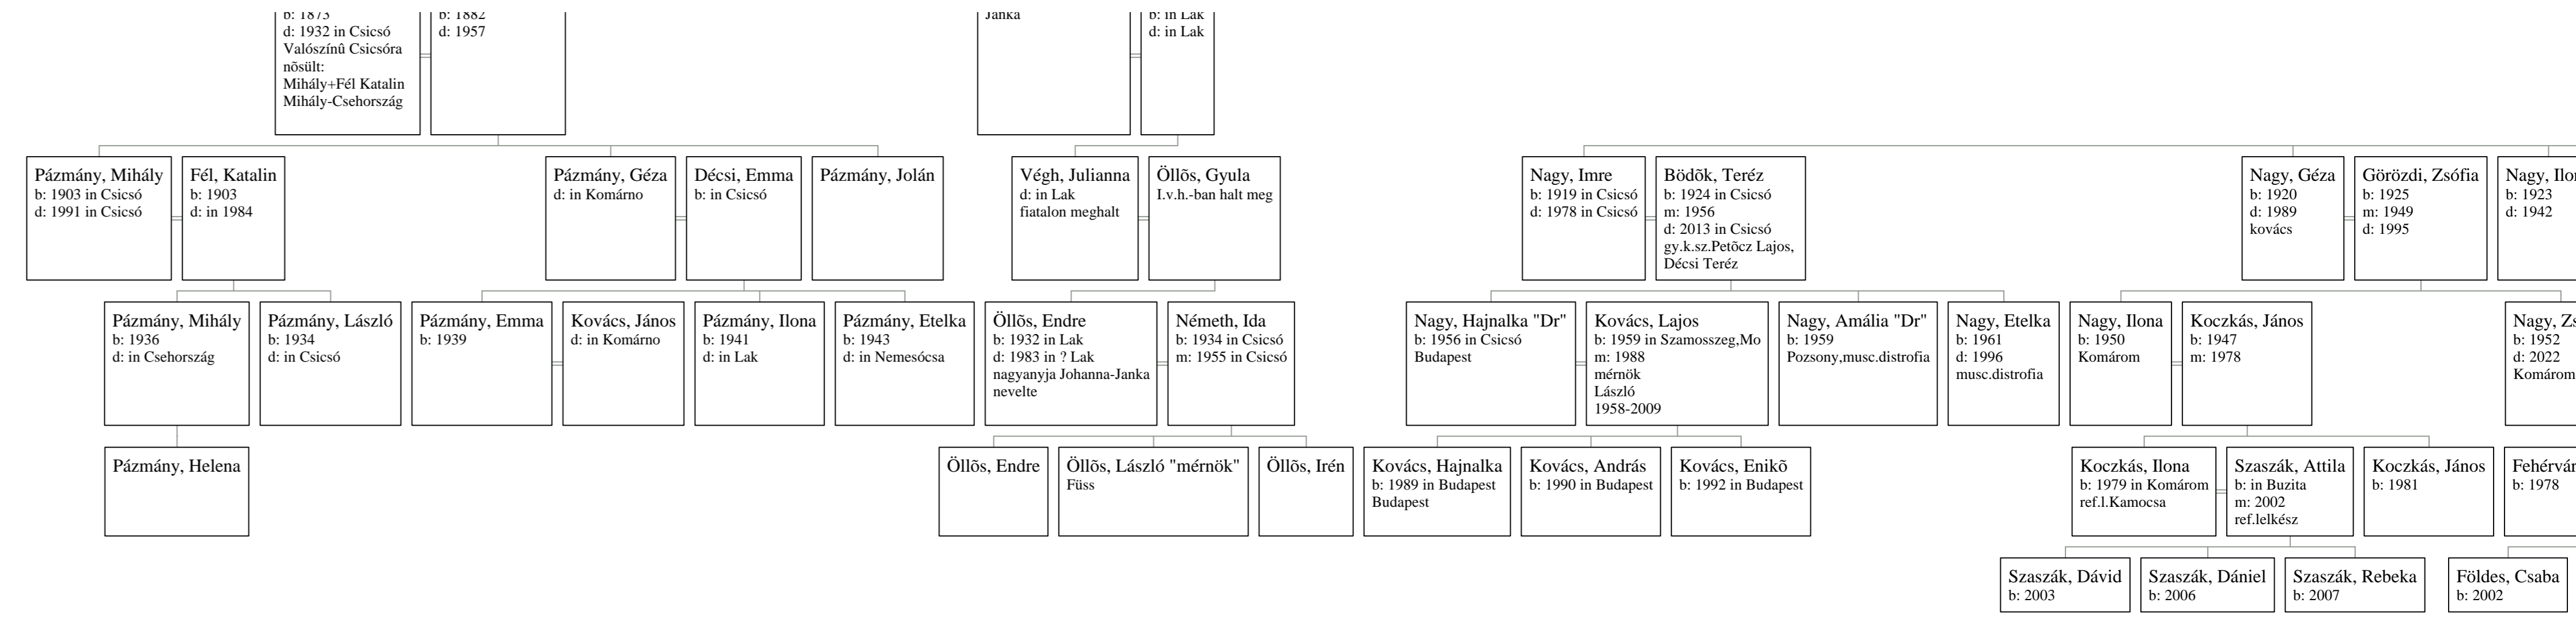 b: 1873
d: 1932 in Csicsó
Valószínû Csicsóra
nõsült:
Mihály+Fél Katalin
Mihály-Csehország
b: 1882
d: 1957
Janka
b: in Lak
d: in Lak
Pázmány, Mihály
b: 1903 in Csicsó
d: 1991 in Csicsó
Fél, Katalin
b: 1903
d: in 1984
Pázmány, Géza
d: in Komárno
Décsi, Emma
b: in Csicsó
Pázmány, Jolán
Végh, Julianna
d: in Lak
fiatalon meghalt
Öllõs, Gyula
I.v.h.-ban halt meg
Nagy, Imre
b: 1919 in Csicsó
d: 1978 in Csicsó
Bödõk, Teréz
b: 1924 in Csicsó
m: 1956
d: 2013 in Csicsó
gy.k.sz.Petõcz Lajos,
Décsi Teréz
Nagy, Géza
b: 1920
d: 1989
kovács
Görözdi, Zsófia
b: 1925
m: 1949
d: 1995
Nagy, Ilon
b: 1923
d: 1942
Pázmány, Mihály
b: 1936
d: in Csehország
Pázmány, László
b: 1934
d: in Csicsó
Pázmány, Emma
b: 1939
Kovács, János
d: in Komárno
Pázmány, Ilona
b: 1941
d: in Lak
Pázmány, Etelka
b: 1943
d: in Nemesócsa
Öllõs, Endre
b: 1932 in Lak
d: 1983 in ? Lak
nagyanyja Johanna-Janka
nevelte
Németh, Ida
b: 1934 in Csicsó
m: 1955 in Csicsó
Nagy, Hajnalka "Dr"
b: 1956 in Csicsó
Budapest
Kovács, Lajos
b: 1959 in Szamosszeg,Mo
m: 1988
mérnök
László
1958-2009
Nagy, Amália "Dr"
b: 1959
Pozsony,musc.distrofia
Nagy, Etelka
b: 1961
d: 1996
musc.distrofia
Nagy, Ilona
b: 1950
Komárom
Koczkás, János
b: 1947
m: 1978
Nagy, Zs
b: 1952
d: 2022
Komárom
Pázmány, Helena
Öllõs, Endre
Öllõs, László "mérnök"
Füss
Öllõs, Irén
Kovács, Hajnalka
b: 1989 in Budapest
Budapest
Kovács, András
b: 1990 in Budapest
Kovács, Enikõ
b: 1992 in Budapest
Koczkás, Ilona
b: 1979 in Komárom
ref.l.Kamocsa
Szaszák, Attila
b: in Buzita
m: 2002
ref.lelkész
Koczkás, János
b: 1981
Fehérvár
b: 1978
Szaszák, Dávid
b: 2003
Szaszák, Dániel
b: 2006
Szaszák, Rebeka
b: 2007
Földes, Csaba
b: 2002